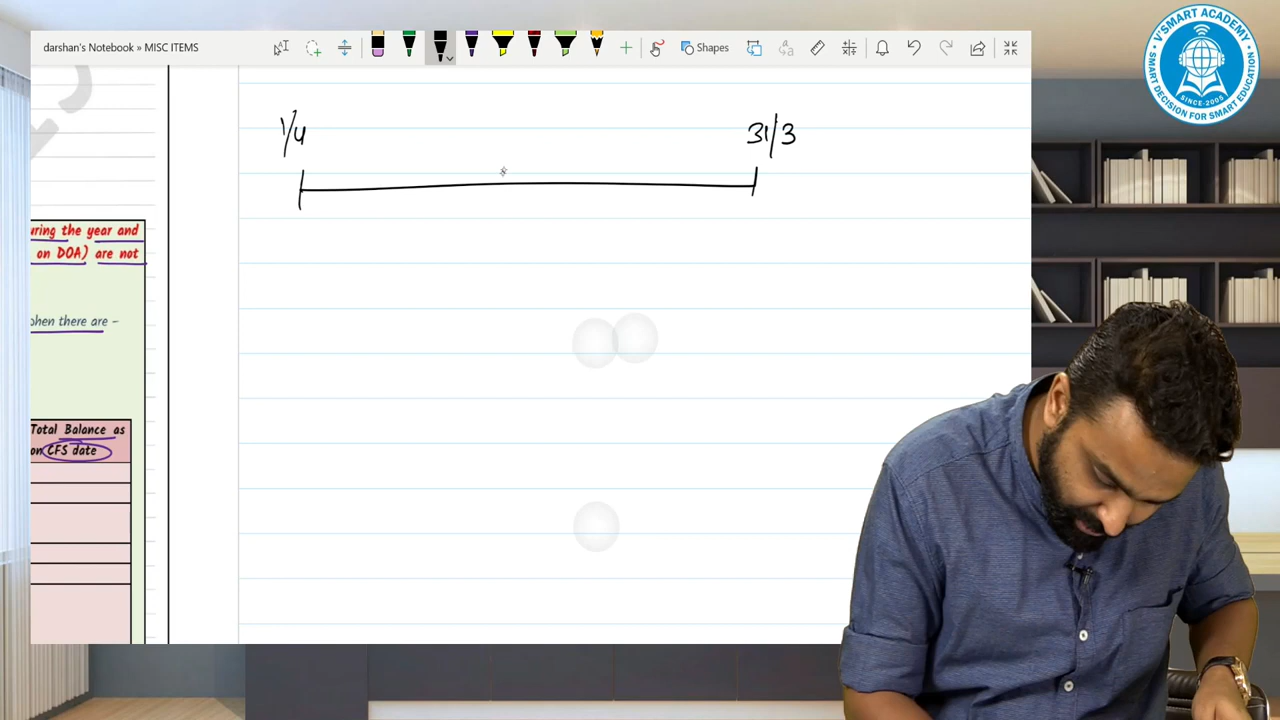 darshan's Notebook » MISC ITEMS
Shapes
V'SMART ACADEMY
SINCE-2005
SMART DECISION FOR SMART EDUCATION
1/4
31/3
uring the year and
on DOA) are not
when there are -
Total Balance as
on CFS date